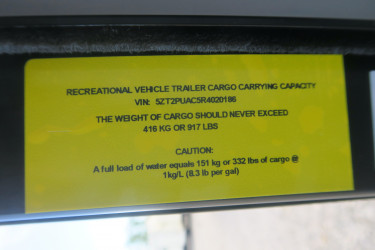 RECREATIONAL VEHICLE TRAILER CARGO CARRYING CAPACITY
VIN: 5ZT2PUAC5R4020186
THE WEIGHT OF CARGO SHOULD NEVER EXCEED
416 KG OR 917 LBS
CAUTION:
A full load of water equals 151 kg or 332 lbs of cargo @
1kg/L (8.3 lb per gal)